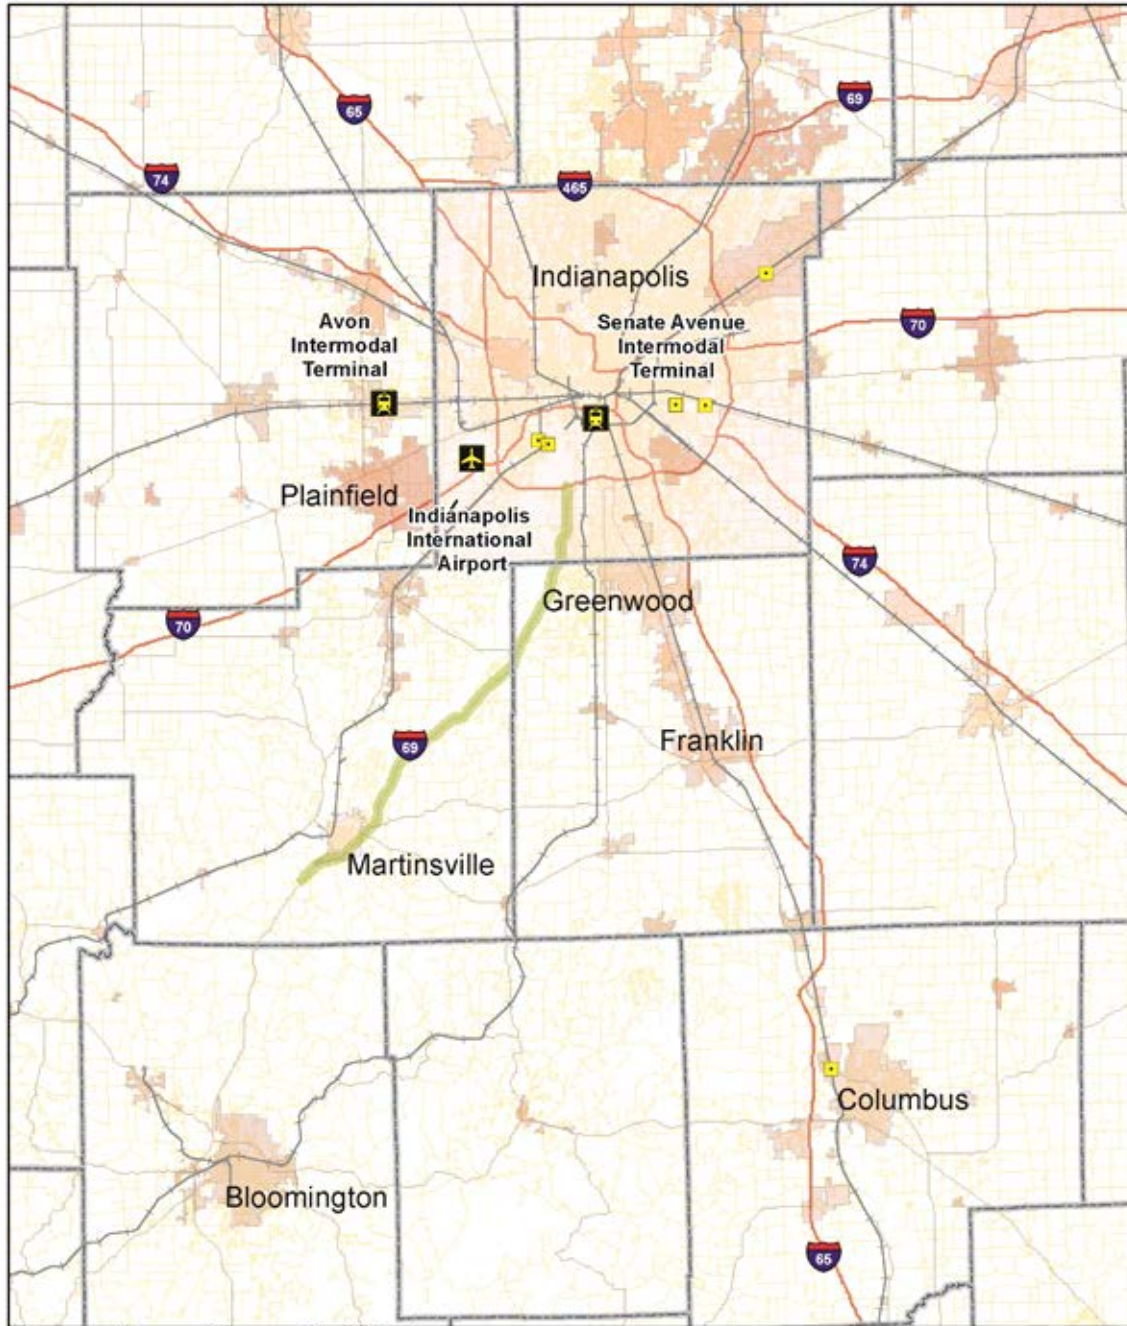 65
69
74
465
Indianapolis
Avon
Intermodal
Terminal
Senate Avenue
Intermodal
Terminal
70
Plainfield
Indianapolis
International
Airport
74
Greenwood
70
69
Franklin
Martinsville
Columbus
Bloomington
65